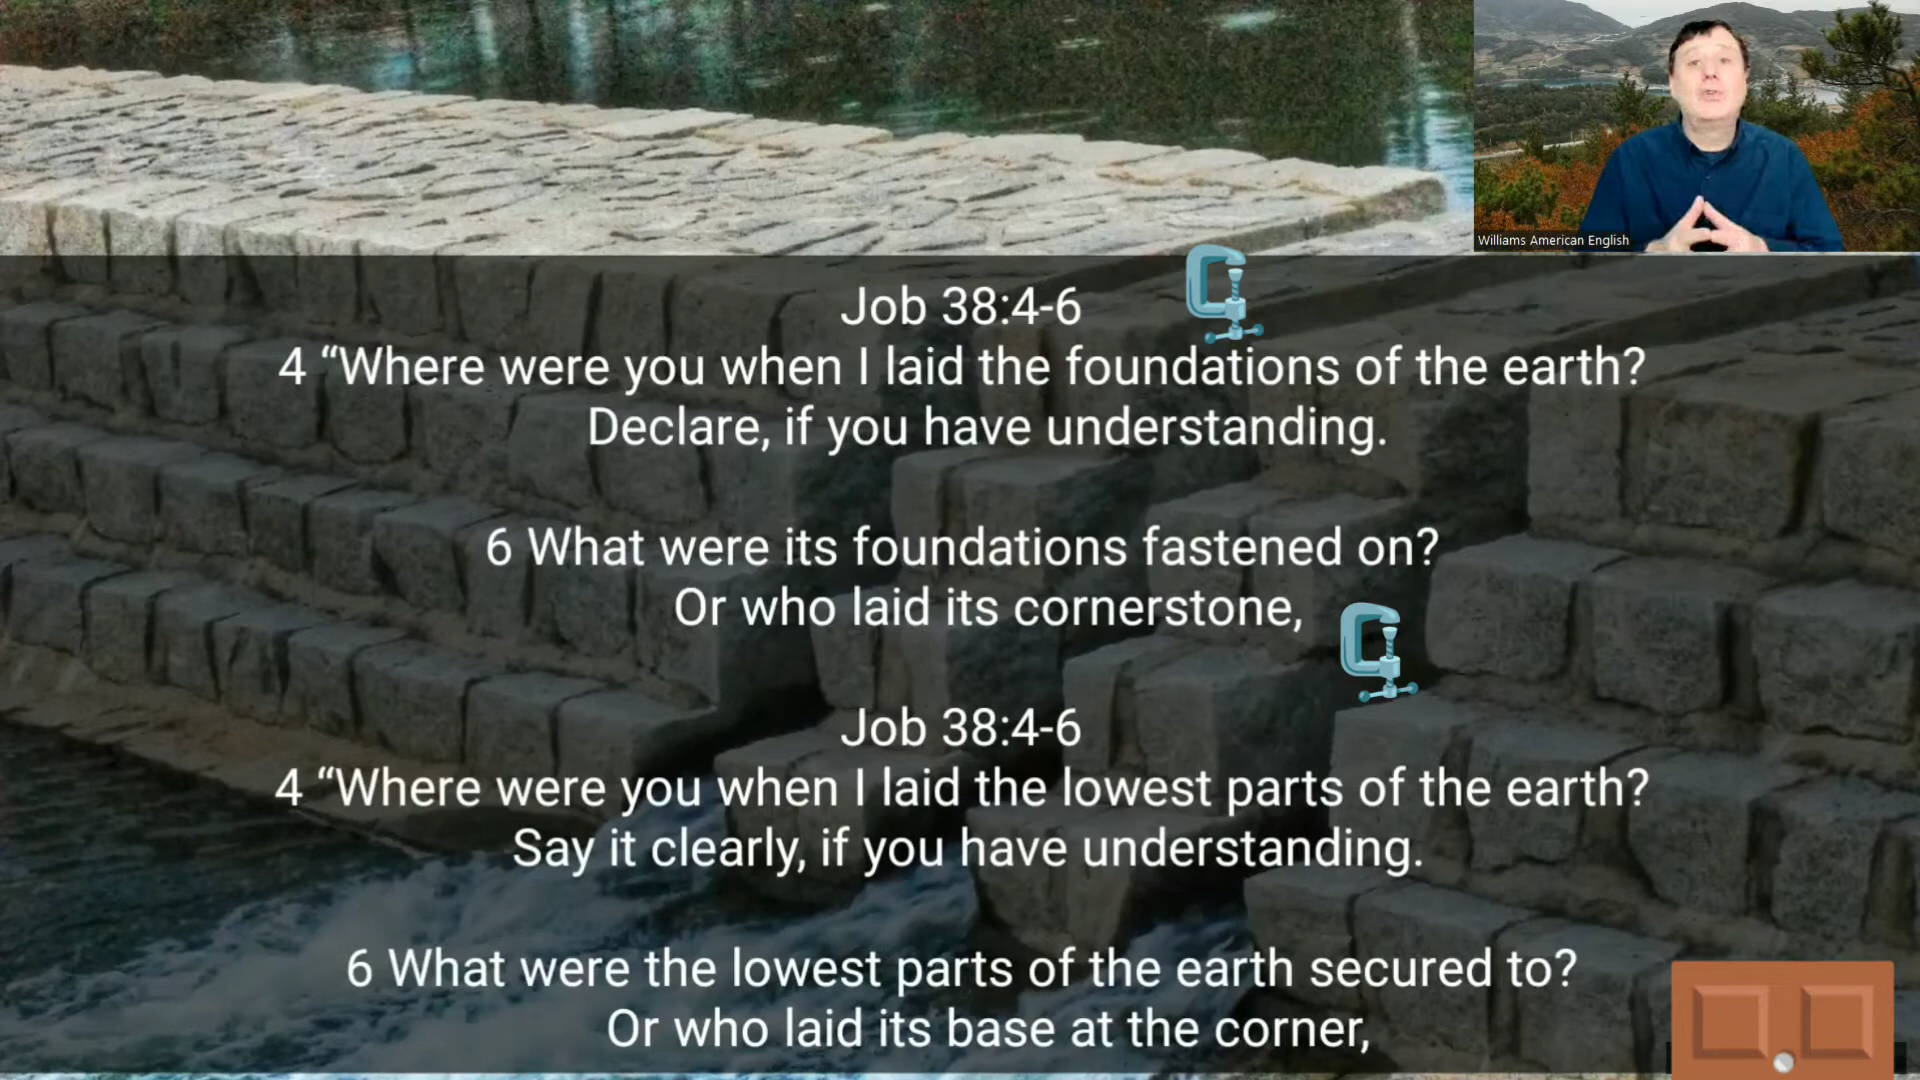 Williams American English
Job 38:4-6
4 “Where were you when I laid the foundations of the earth?
Declare, if you have understanding.
6 What were its foundations fastened on?
Or who laid its cornerstone,
Job 38:4-6
4 “Where were you when I laid the lowest parts of the earth?
Say it clearly, if you have understanding.
6 What were the lowest parts of the earth secured to?
Or who laid its base at the corner,